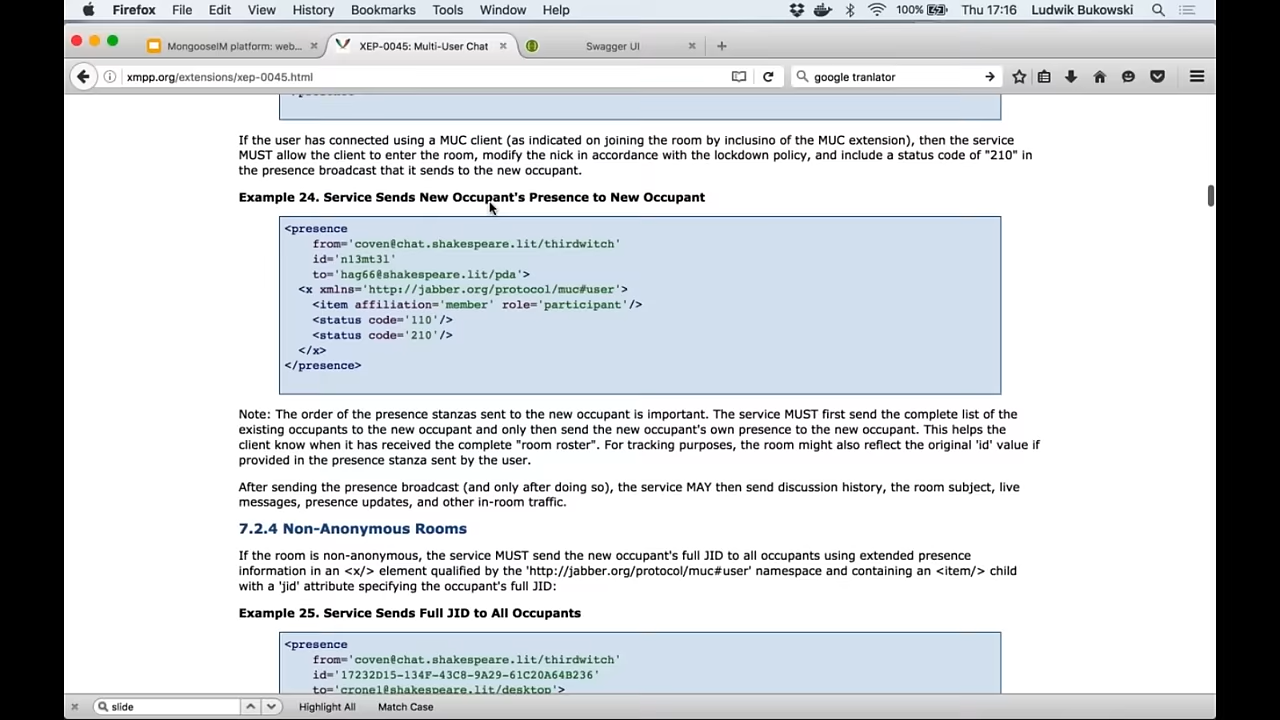 Firefox File Edit View History Bookmarks Tools Window Help 100% Thu 17:16 Ludwik Bukowski
MongooseIM platform: web... XEP-0045: Multi-User Chat Swagger UI
xmpp.org/extensions/xep-0045.html google tranlator
If the user has connected using a MUC client (as indicated on joining the room by inclusino of the MUC extension), then the service
MUST allow the client to enter the room, modify the nick in accordance with the lockdown policy, and include a status code of "210" in
the presence broadcast that it sends to the new occupant.
Example 24. Service Sends New Occupant's Presence to New Occupant
<presence
from='coven@chat.shakespeare.lit/thirdwitch'
id='n13mt3l'
to='hag66@shakespeare.lit/pda'>
<x xmlns='http://jabber.org/protocol/muc#user'>
<item affiliation='member' role='participant'/>
<status code='110'/>
<status code='210'/>
</x>
</presence>
Note: The order of the presence stanzas sent to the new occupant is important. The service MUST first send the complete list of the
existing occupants to the new occupant and only then send the new occupant's own presence to the new occupant. This helps the
client know when it has received the complete "room roster". For tracking purposes, the room might also reflect the original 'id' value if
provided in the presence stanza sent by the user.
After sending the presence broadcast (and only after doing so), the service MAY then send discussion history, the room subject, live
messages, presence updates, and other in-room traffic.
7.2.4 Non-Anonymous Rooms
If the room is non-anonymous, the service MUST send the new occupant's full JID to all occupants using extended presence
information in an <x/> element qualified by the 'http://jabber.org/protocol/muc#user' namespace and containing an <item/> child
with a 'jid' attribute specifying the occupant's full JID:
Example 25. Service Sends Full JID to All Occupants
<presence
from='coven@chat.shakespeare.lit/thirdwitch'
id='17232D15-134F-43C8-9A29-61C20A64B236'
to='crone1@shakespeare.lit/desktop'>
slide Highlight All Match Case